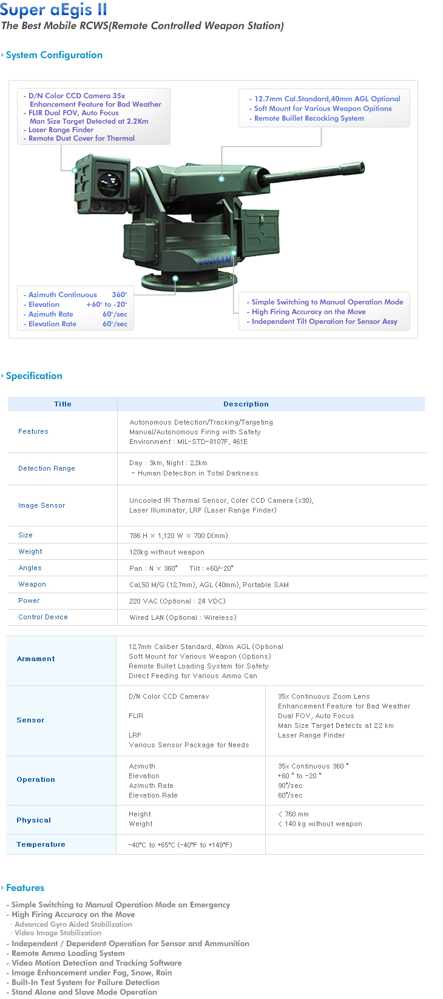 Super aEgis II
The Best Mobile RCWS(Remote Controlled Weapon Station)
System Configuration
- D/N Color CCD Camera 35x
Enhancement Feature for Bad Weather
- FLIR Dual FOV, Auto Focus
Man Size Target Detected at 2.2Km
- Laser Range Finder
- Remote Dust Cover for Thermal
- 12.7mm Cal.Standard,40mm AGL Optional
- Soft Mount for Various Weapon Opitions
- Remote Buillet Recocking System
DoDAAM
- Azimuth Continuous 360°
- Elevation +60° to -20°
- Azimuth Rate 60°/sec
- Elevation Rate 60°/sec
- Simple Switching to Manual Operation Mode
- High Firing Accuracy on the Move
- Independent Tilt Operation for Sensor Assy
Specification
Title Description
Features
Autonomous Detection/Tracking/Targeting
Manual/Autonomous Firing with Safety
Environment : MIL-STD-8107F, 461E
Detection Range
Day : 3km, Night : 2.2km
- Human Detection in Total Darkness
Image Sensor
Uncooled IR Thermal Sensor, Coler CCD Camera (x30),
Laser Illuminator, LRF (Laser Range Finder)
Size 786 H × 1,120 W × 700 D(mm)
Weight 120kg without weapon
Angles Pan : N × 360° Tilt : =60/-20°
Weapon Cal.50 M/G (12.7mm), AGL (40mm), Portable SAM
Power 220 VAC (Optional : 24 VDC)
Control Device Wired LAN (Optional : Wireless)
Armament
12.7mm Caliber Standard, 40mm AGL (Optional
Soft Mount for Various Weapon (Options)
Remote Bullet Loading System for Safety
Direct Feeding for Various Ammo Can
Sensor
D/N Color CCD Camerav 35x Continuous Zoom Lens
Enhancement Feature for Bad Weather
FLIR Dual FOV, Auto Focus
Man Size Target Detects at 2.2 km
LRF Laser Range Finder
Various Sensor Package for Needs
Operation
Azimuth 35x Continuous 360 °
Elevation +60 ° to -20 °
Azimuth Rate 90°/sec
Elevation Rate 60°/sec
Physical
Height < 760 mm
Weight < 140 kg without weapon
Temperature -40°C to +65°C (-40°F to +149°F)
Features
- Simple Switching to Manual Operation Mode on Emergency
- High Firing Accuracy on the Move
· Advanced Gyro Aided Stabilization
· Video Image Stabilization
- Independent / Dependent Operation for Sensor and Ammunition
- Remote Ammo Loading System
- Video Motion Detection and Tracking Software
- Image Enhancement under Fog, Snow, Rain
- Built-In Test System for Failure Detection
- Stand Alone and Slave Mode Operation